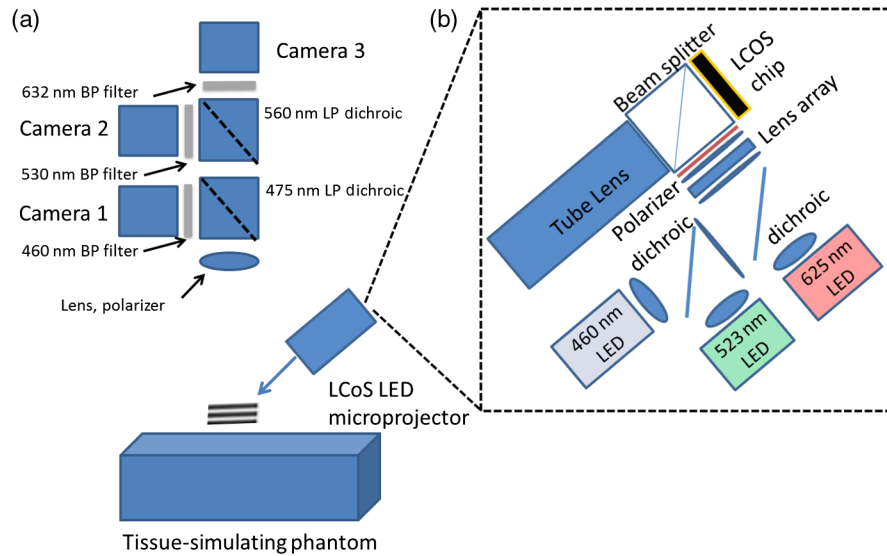 (a)
Camera 3
632 nm BP filter
560 nm LP dichroic
Camera 2
530 nm BP filter
475 nm LP dichroic
Camera 1
460 nm BP filter
Lens, polarizer
LCoS LED
microprojector
Tissue-simulating phantom
(b)
Beam splitter
LCOS
chip
Lens array
Polarizer
Tube Lens
dichroic
dichroic
460 nm
LED
523 nm
LED
625 nm
LED